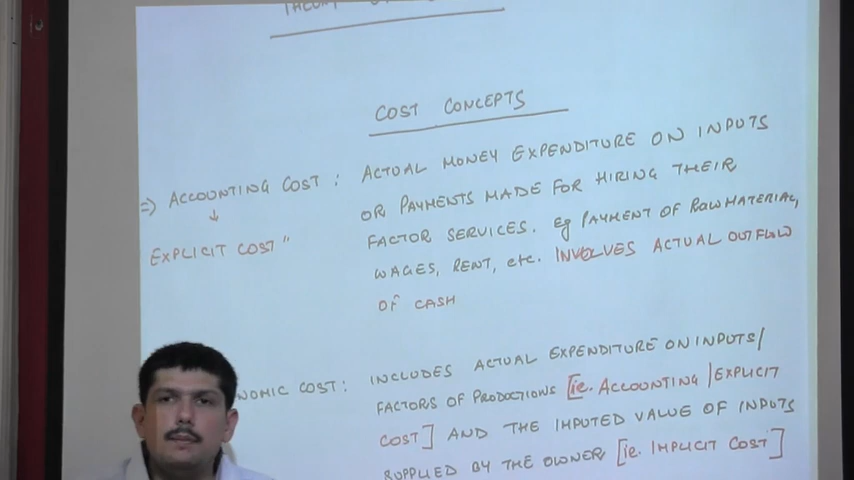 THEORY
COST CONCEPTS
=> ACCOUNTING COST : ACTUAL MONEY EXPENDITURE ON INPUTS
OR PAYMENTS MADE FOR HIRING THEIR
↓
EXPLICIT COST" FACTOR SERVICES. Eg PAYMENT OF RAW MATERIAL,
WAGES, RENT, etc. INVOLVES ACTUAL OUTFLOW
OF CASH
NOMIC COST : INCLUDES ACTUAL EXPENDITURE ON INPUTS/
FACTORS OF PRODUCTIONS [ie. ACCOUNTING/EXPLICIT
COST] AND THE IMPUTED VALUE OF INPUTS
SUPPLIED BY THE OWNER [ie. IMPLICIT COST]